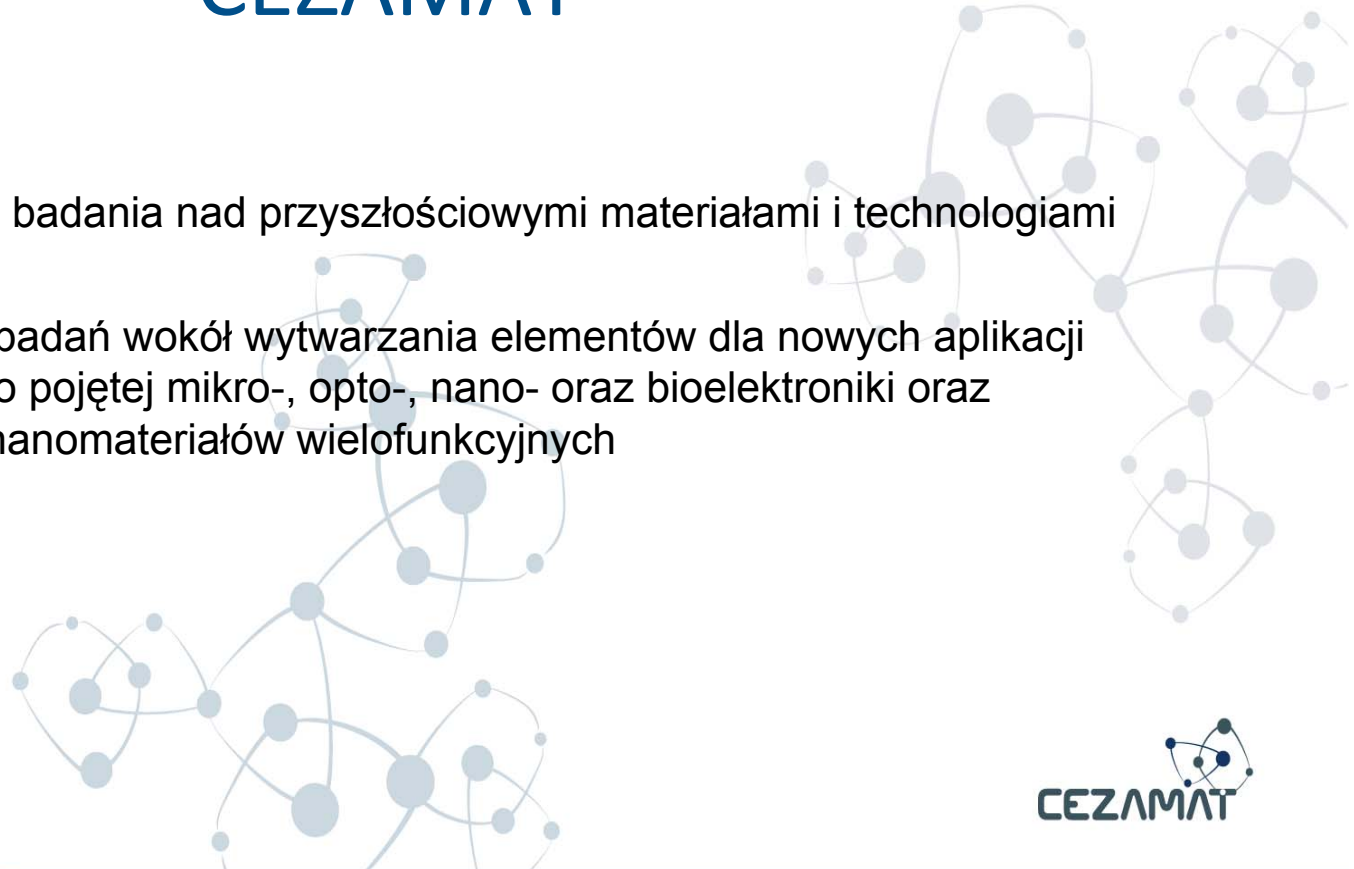 CEZAMAT
badania nad przyszłościowymi materiałami i technologiami
badań wokół wytwarzania elementów dla nowych aplikacji
pojętej mikro-, opto-, nano- oraz bioelektroniki oraz
nanomateriałów wielofunkcyjnych
CEZAMAT